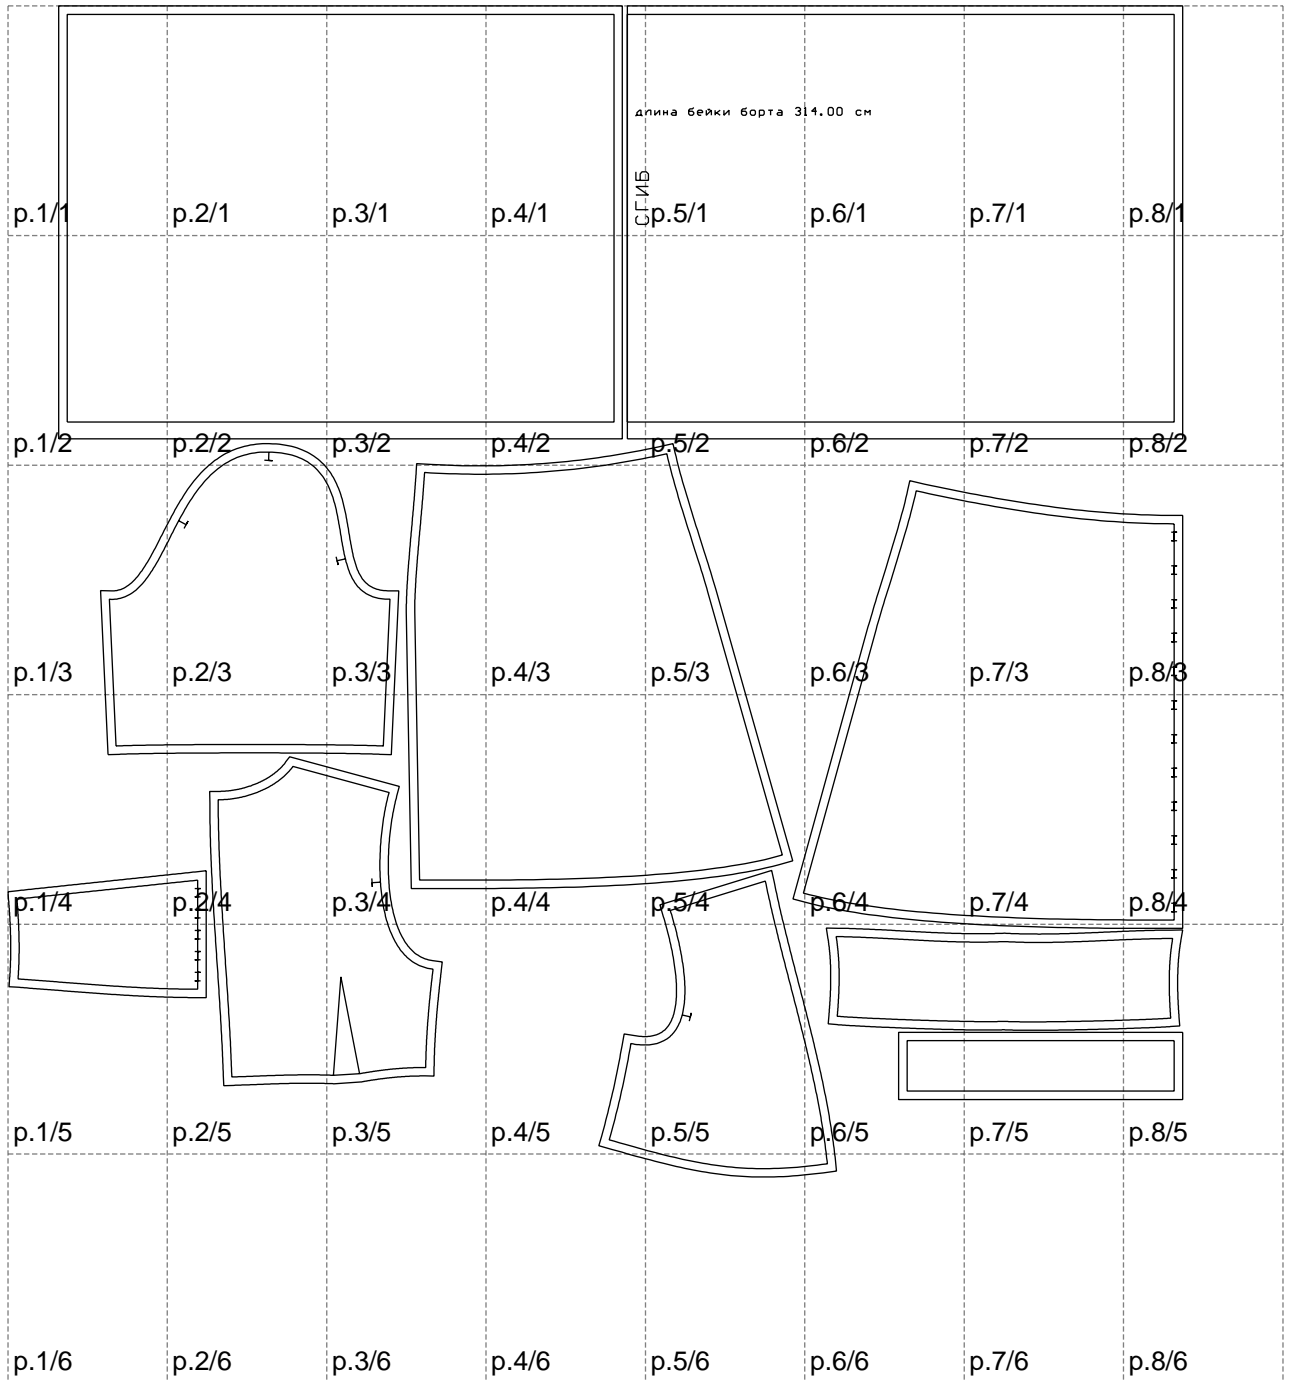 длина бейки борта 314.00 см
СГИБ
p.1/1 p.2/1 p.3/1 p.4/1 p.5/1 p.6/1 p.7/1 p.8/1
p.1/2 p.2/2 p.3/2 p.4/2 p.5/2 p.6/2 p.7/2 p.8/2
p.1/3 p.2/3 p.3/3 p.4/3 p.5/3 p.6/3 p.7/3 p.8/3
p.1/4 p.2/4 p.3/4 p.4/4 p.5/4 p.6/4 p.7/4 p.8/4
p.1/5 p.2/5 p.3/5 p.4/5 p.5/5 p.6/5 p.7/5 p.8/5
p.1/6 p.2/6 p.3/6 p.4/6 p.5/6 p.6/6 p.7/6 p.8/6